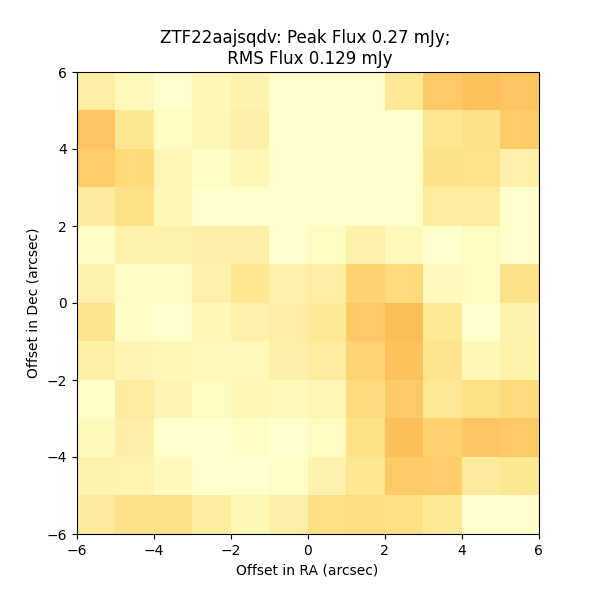 ZTF22aajsqdv: Peak Flux 0.27 mJy;
RMS Flux 0.129 mJy
6
4
2
0
−2
−4
−6
Offset in Dec (arcsec)
−6 −4 −2 0 2 4 6
Offset in RA (arcsec)